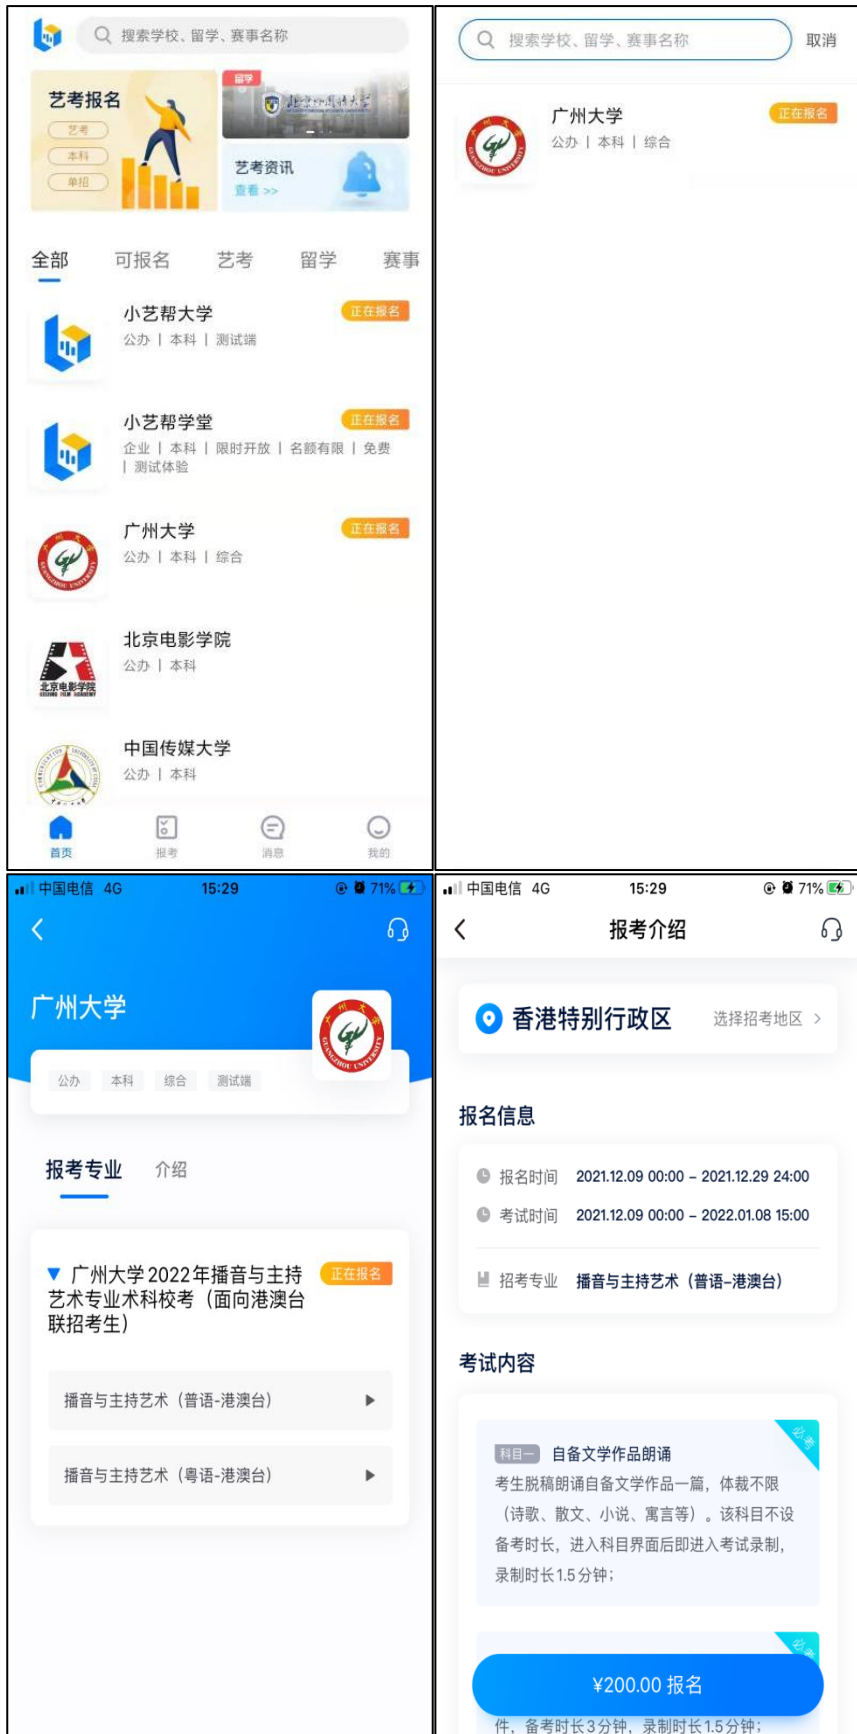 搜索学校、留学、赛事名称
艺考报名
艺考
本科
单招
留学
艺考资讯
查看 >>
全部 可报名 艺考 留学 赛事
小艺帮大学 正在报名
公办 | 本科 | 测试端
小艺帮学堂 正在报名
企业 | 本科 | 限时开放 | 名额有限 | 免费
| 测试体验
广州大学 正在报名
公办 | 本科 | 综合
北京电影学院
公办 | 本科
北京电影学院
中国传媒大学
公办 | 本科
首页 报考 消息 我的
搜索学校、留学、赛事名称 取消
广州大学 正在报名
公办 | 本科 | 综合
GUANGZHOU UNIVERSITY
中国电信 4G 15:29 71%
广州大学
公办 本科 综合 测试端
报考专业 介绍
广州大学2022年播音与主持 正在报名
艺术专业术科校考（面向港澳台
联招考生）
播音与主持艺术（普语-港澳台）
播音与主持艺术（粤语-港澳台）
中国电信 4G 15:29 71%
报考介绍
香港特别行政区 选择招考地区 >
报名信息
报名时间 2021.12.09 00:00 – 2021.12.29 24:00
考试时间 2021.12.09 00:00 – 2022.01.08 15:00
招考专业 播音与主持艺术（普语–港澳台）
考试内容
必考
科目一 自备文学作品朗诵
考生脱稿朗诵自备文学作品一篇，体裁不限
（诗歌、散文、小说、寓言等）。该科目不设
备考时长，进入科目界面后即进入考试录制，
录制时长1.5分钟；
必考
¥200.00 报名
件，备考时长3分钟，录制时长1.5分钟；